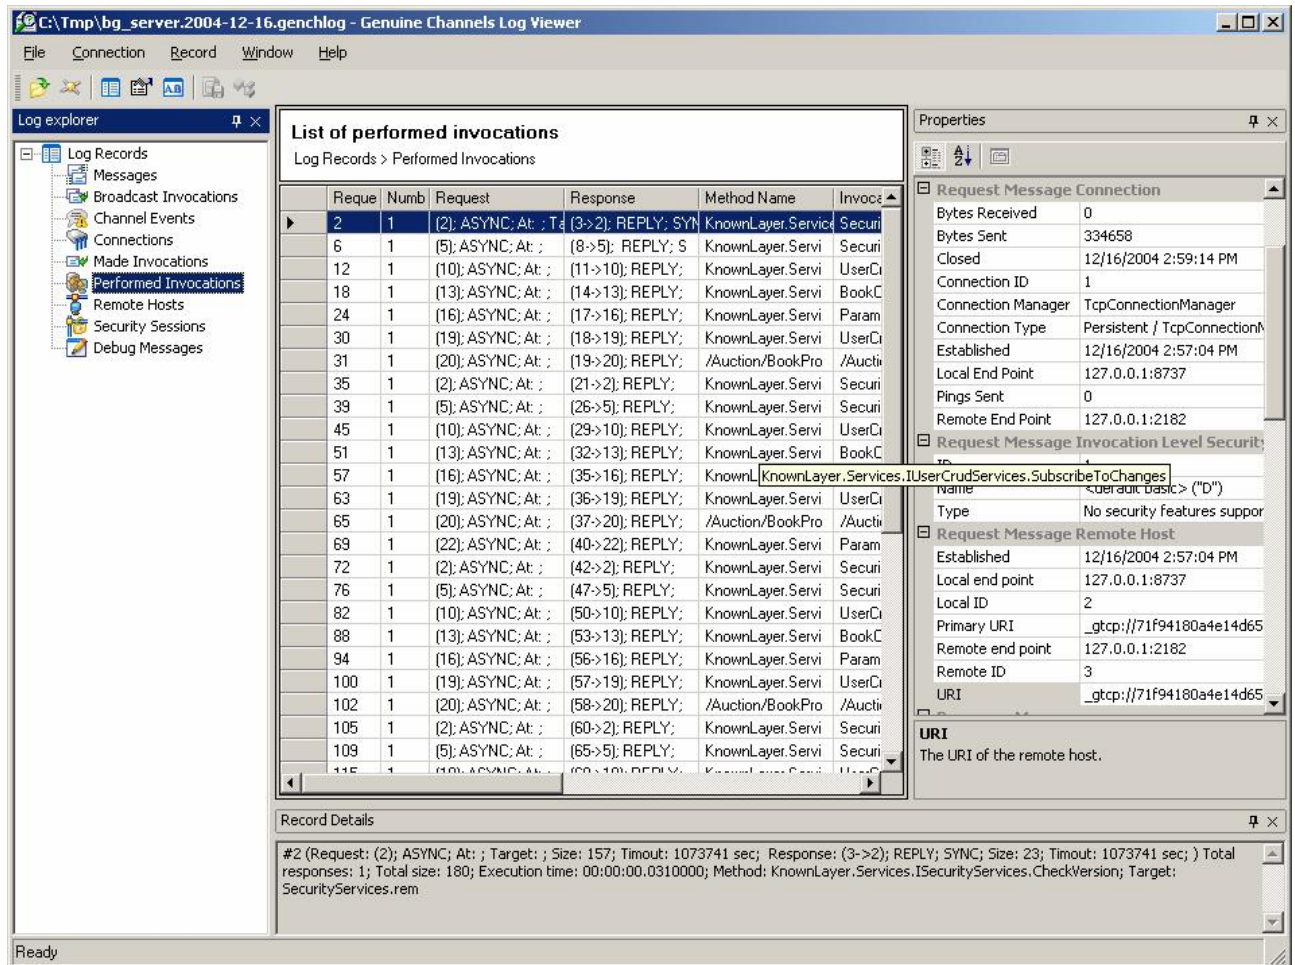 C:\Tmp\bg_server.2004-12-16.genchlog - Genuine Channels Log Viewer
File Connection Record Window Help
Log explorer
Log Records
Messages
Broadcast Invocations
Channel Events
Connections
Made Invocations
Performed Invocations
Remote Hosts
Security Sessions
Debug Messages
List of performed invocations
Log Records > Performed Invocations
Reque Numb Request Response Method Name Invoca
2 1 (2); ASYNC; At: ; Ta (3->2); REPLY; SYN KnownLayer.Service Securi
6 1 (5); ASYNC; At: ; (8->5); REPLY; S KnownLayer.Servi Securi
12 1 (10); ASYNC; At: ; (11->10); REPLY; KnownLayer.Servi UserCr
18 1 (13); ASYNC; At: ; (14->13); REPLY; KnownLayer.Servi BookC
24 1 (16); ASYNC; At: ; (17->16); REPLY; KnownLayer.Servi Param
30 1 (19); ASYNC; At: ; (18->19); REPLY; KnownLayer.Servi UserCr
31 1 (20); ASYNC; At: ; (19->20); REPLY; /Auction/BookPro /Aucti
35 1 (2); ASYNC; At: ; (21->2); REPLY; KnownLayer.Servi Securi
39 1 (5); ASYNC; At: ; (26->5); REPLY; KnownLayer.Servi Securi
45 1 (10); ASYNC; At: ; (29->10); REPLY; KnownLayer.Servi UserCr
51 1 (13); ASYNC; At: ; (32->13); REPLY; KnownLayer.Servi BookC
57 1 (16); ASYNC; At: ; (35->16); REPLY; KnownL
KnownLayer.Services.IUserCrudServices.SubscribeToChanges
63 1 (19); ASYNC; At: ; (36->19); REPLY; KnownLayer.Servi UserCr
65 1 (20); ASYNC; At: ; (37->20); REPLY; /Auction/BookPro /Aucti
69 1 (22); ASYNC; At: ; (40->22); REPLY; KnownLayer.Servi Param
72 1 (2); ASYNC; At: ; (42->2); REPLY; KnownLayer.Servi Securi
76 1 (5); ASYNC; At: ; (47->5); REPLY; KnownLayer.Servi Securi
82 1 (10); ASYNC; At: ; (50->10); REPLY; KnownLayer.Servi UserCr
88 1 (13); ASYNC; At: ; (53->13); REPLY; KnownLayer.Servi BookC
94 1 (16); ASYNC; At: ; (56->16); REPLY; KnownLayer.Servi Param
100 1 (19); ASYNC; At: ; (57->19); REPLY; KnownLayer.Servi UserCr
102 1 (20); ASYNC; At: ; (58->20); REPLY; /Auction/BookPro /Aucti
105 1 (2); ASYNC; At: ; (60->2); REPLY; KnownLayer.Servi Securi
109 1 (5); ASYNC; At: ; (65->5); REPLY; KnownLayer.Servi Securi
Properties
Request Message Connection
Bytes Received 0
Bytes Sent 334658
Closed 12/16/2004 2:59:14 PM
Connection ID 1
Connection Manager TcpConnectionManager
Connection Type Persistent / TcpConnectionM
Established 12/16/2004 2:57:04 PM
Local End Point 127.0.0.1:8737
Pings Sent 0
Remote End Point 127.0.0.1:2182
Request Message Invocation Level Security
Name <default basic> ("D")
Type No security features suppor
Request Message Remote Host
Established 12/16/2004 2:57:04 PM
Local end point 127.0.0.1:8737
Local ID 2
Primary URI _gtcp://71f94180a4e14d65
Remote end point 127.0.0.1:2182
Remote ID 3
URI _gtcp://71f94180a4e14d65
URI
The URI of the remote host.
Record Details
#2 (Request: (2); ASYNC; At: ; Target: ; Size: 157; Timout: 1073741 sec; Response: (3->2); REPLY; SYNC; Size: 23; Timout: 1073741 sec; ) Total
responses: 1; Total size: 180; Execution time: 00:00:00.0310000; Method: KnownLayer.Services.ISecurityServices.CheckVersion; Target:
SecurityServices.rem
Ready